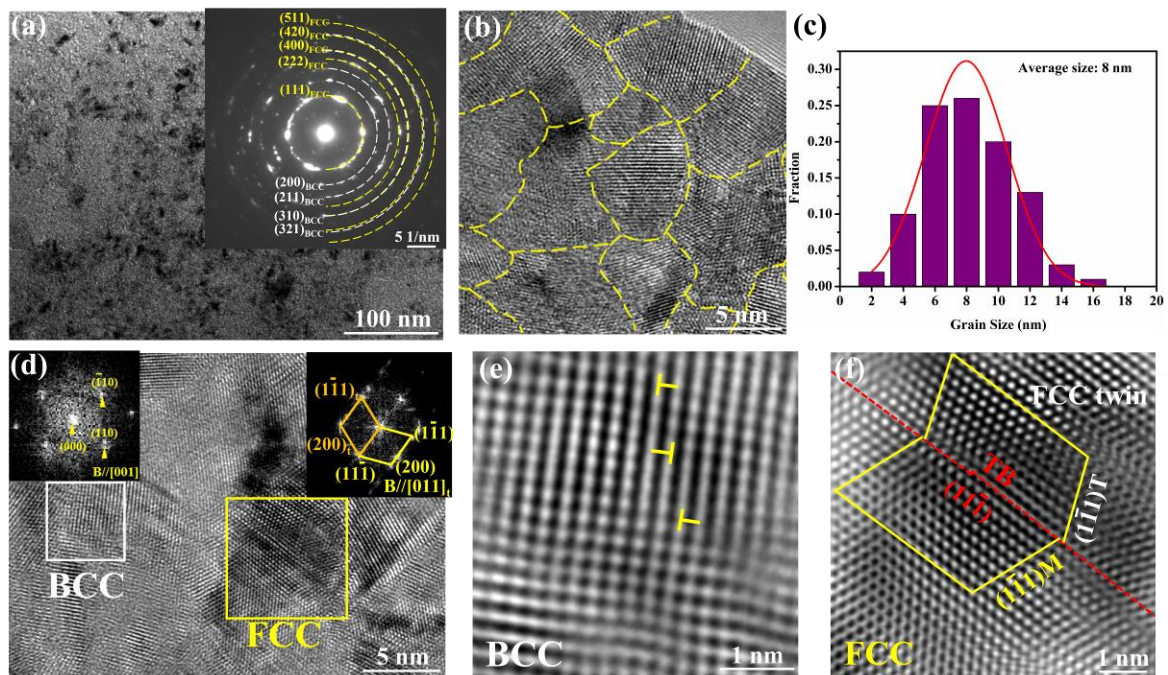 (a)
(511)FCC
(420)FCC
(400)FCC
(222)FCC
(111)FCC
(200)BCC
(211)BCC
(310)BCC
(321)BCC
5 1/nm
100 nm
(b)
5 nm
(c)
Average size: 8 nm
Fraction
0.30
0.25
0.20
0.15
0.10
0.05
0.00
0 2 4 6 8 10 12 14 16 18 20
Grain Size (nm)
(d)
(1̄10)
(000)
(110)
B//[001]
(11̄1)t
(200)t
(11̄1)
(200)
(111̄)
B//[011]t
BCC
FCC
5 nm
(e)
BCC
1 nm
(f)
FCC twin
TB
(111̄)
(11̄1)T
(11̄1)M
FCC
1 nm